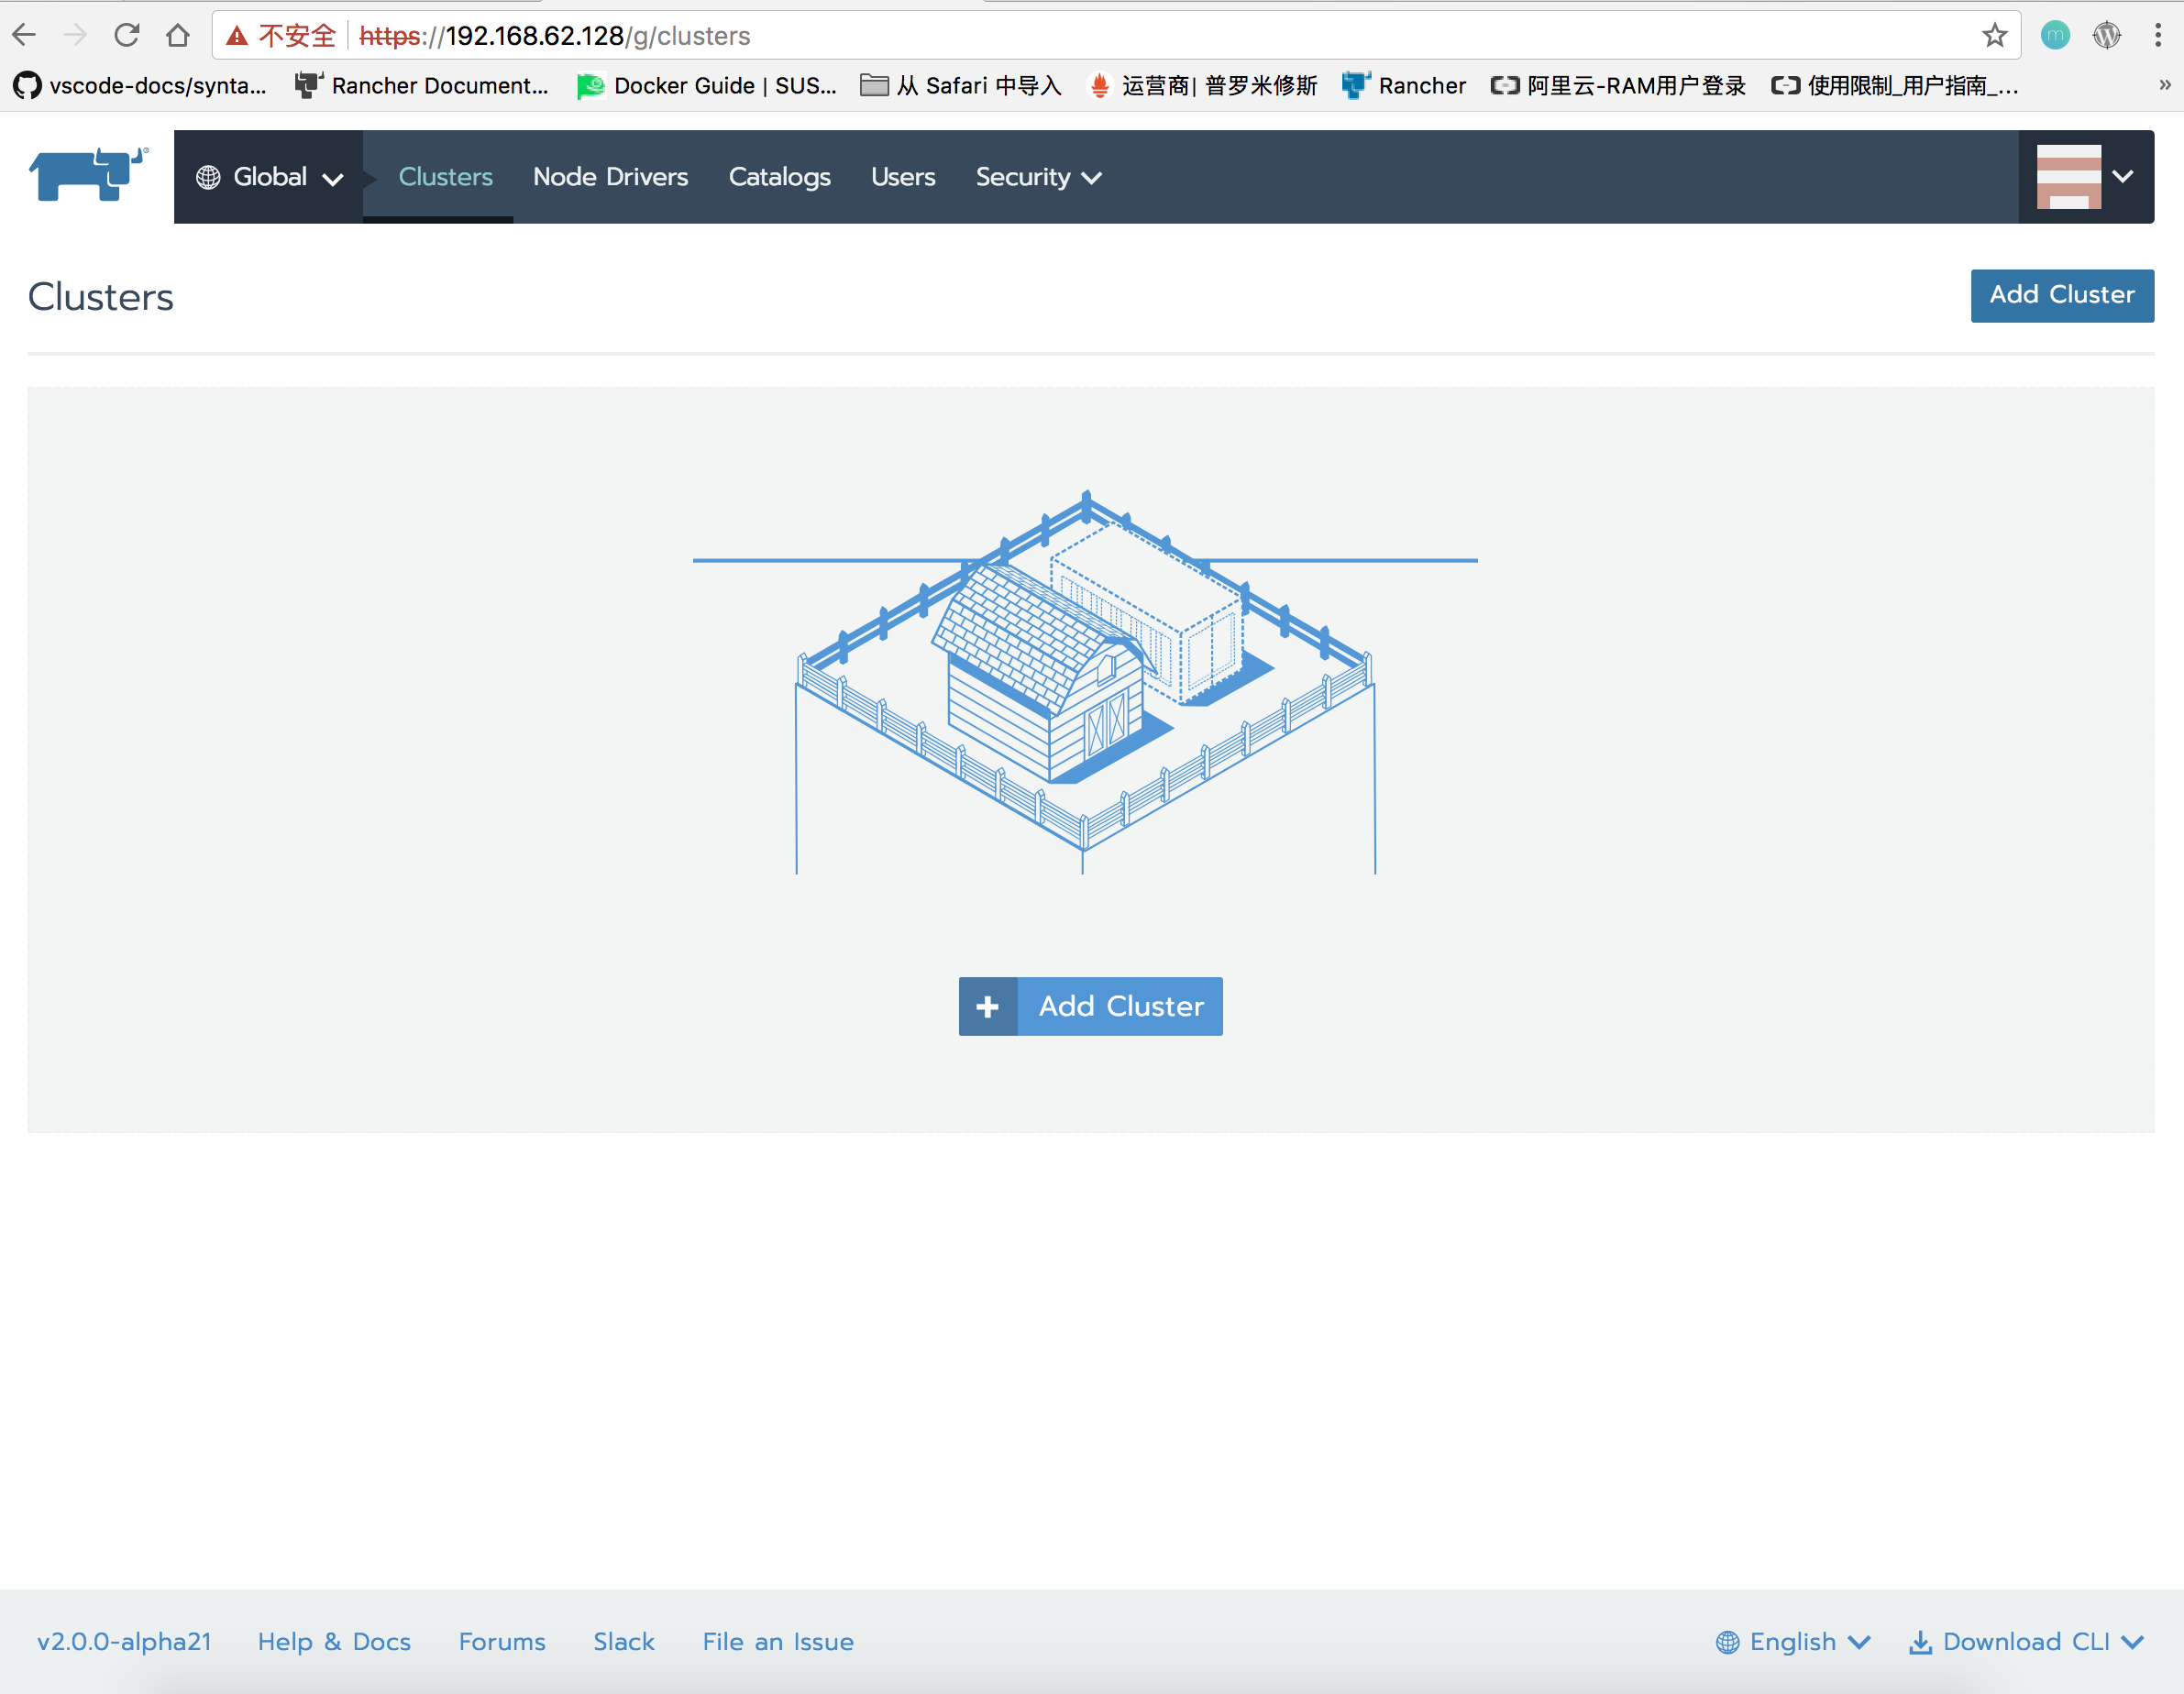 不安全 https://192.168.62.128/g/clusters
vscode-docs/synta... Rancher Document... Docker Guide | SUS... 从 Safari 中导入 运营商| 普罗米修斯 Rancher 阿里云-RAM用户登录 使用限制_用户指南_... »
Global Clusters Node Drivers Catalogs Users Security
Clusters Add Cluster
+ Add Cluster
v2.0.0-alpha21 Help & Docs Forums Slack File an Issue English Download CLI